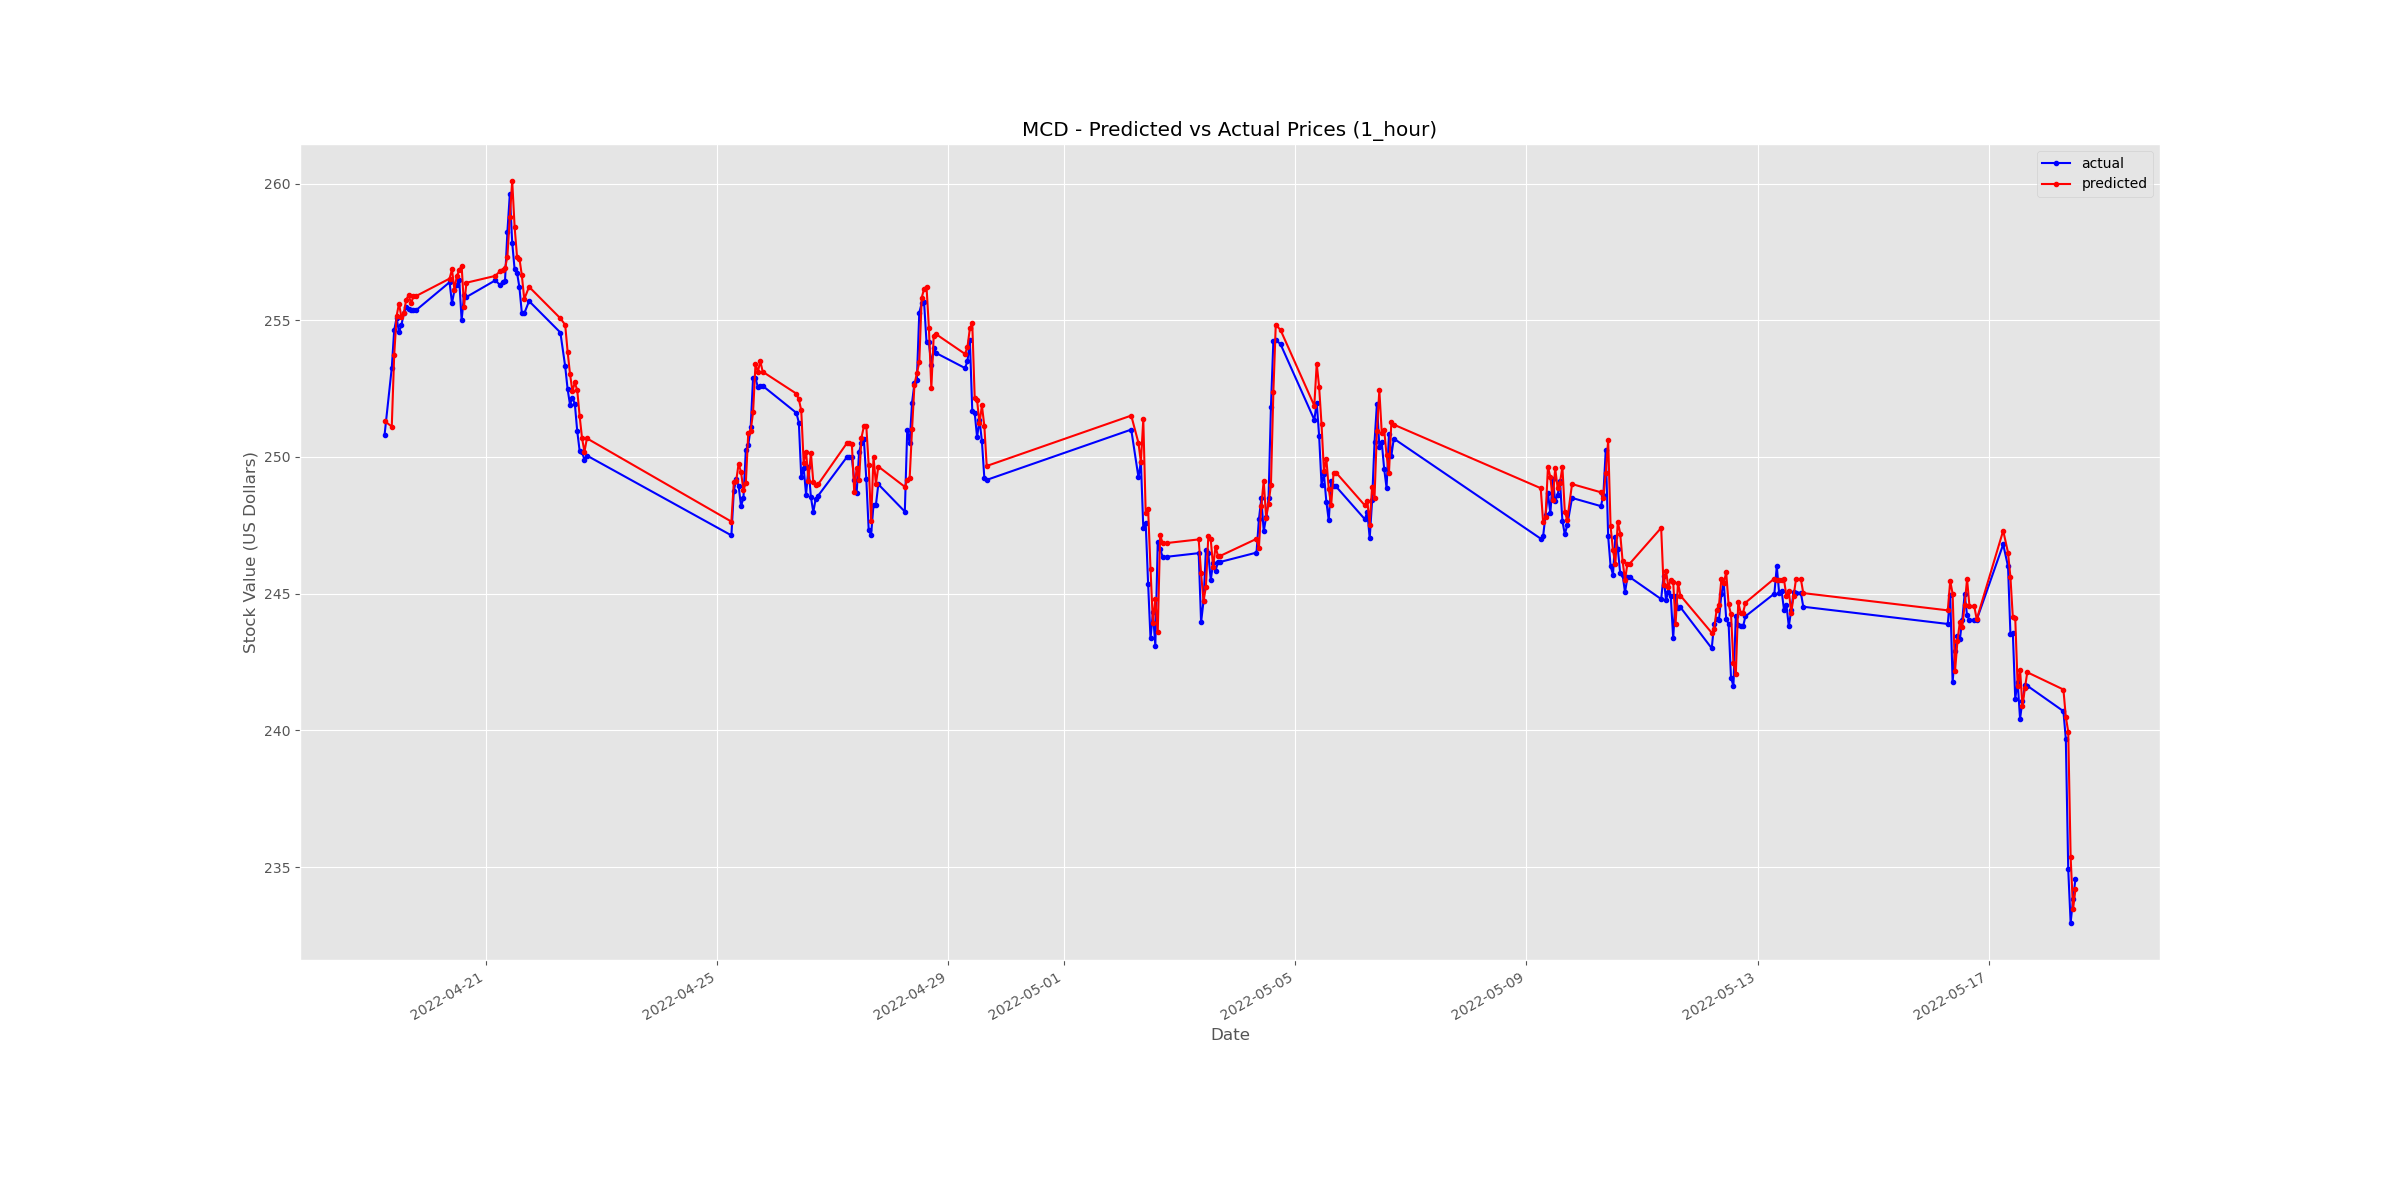 MCD - Predicted vs Actual Prices (1_hour)
actual
predicted
Stock Value (US Dollars)
260
255
250
245
240
235
2022-04-21
2022-04-25
2022-04-29
2022-05-01
2022-05-05
2022-05-09
2022-05-13
2022-05-17
Date